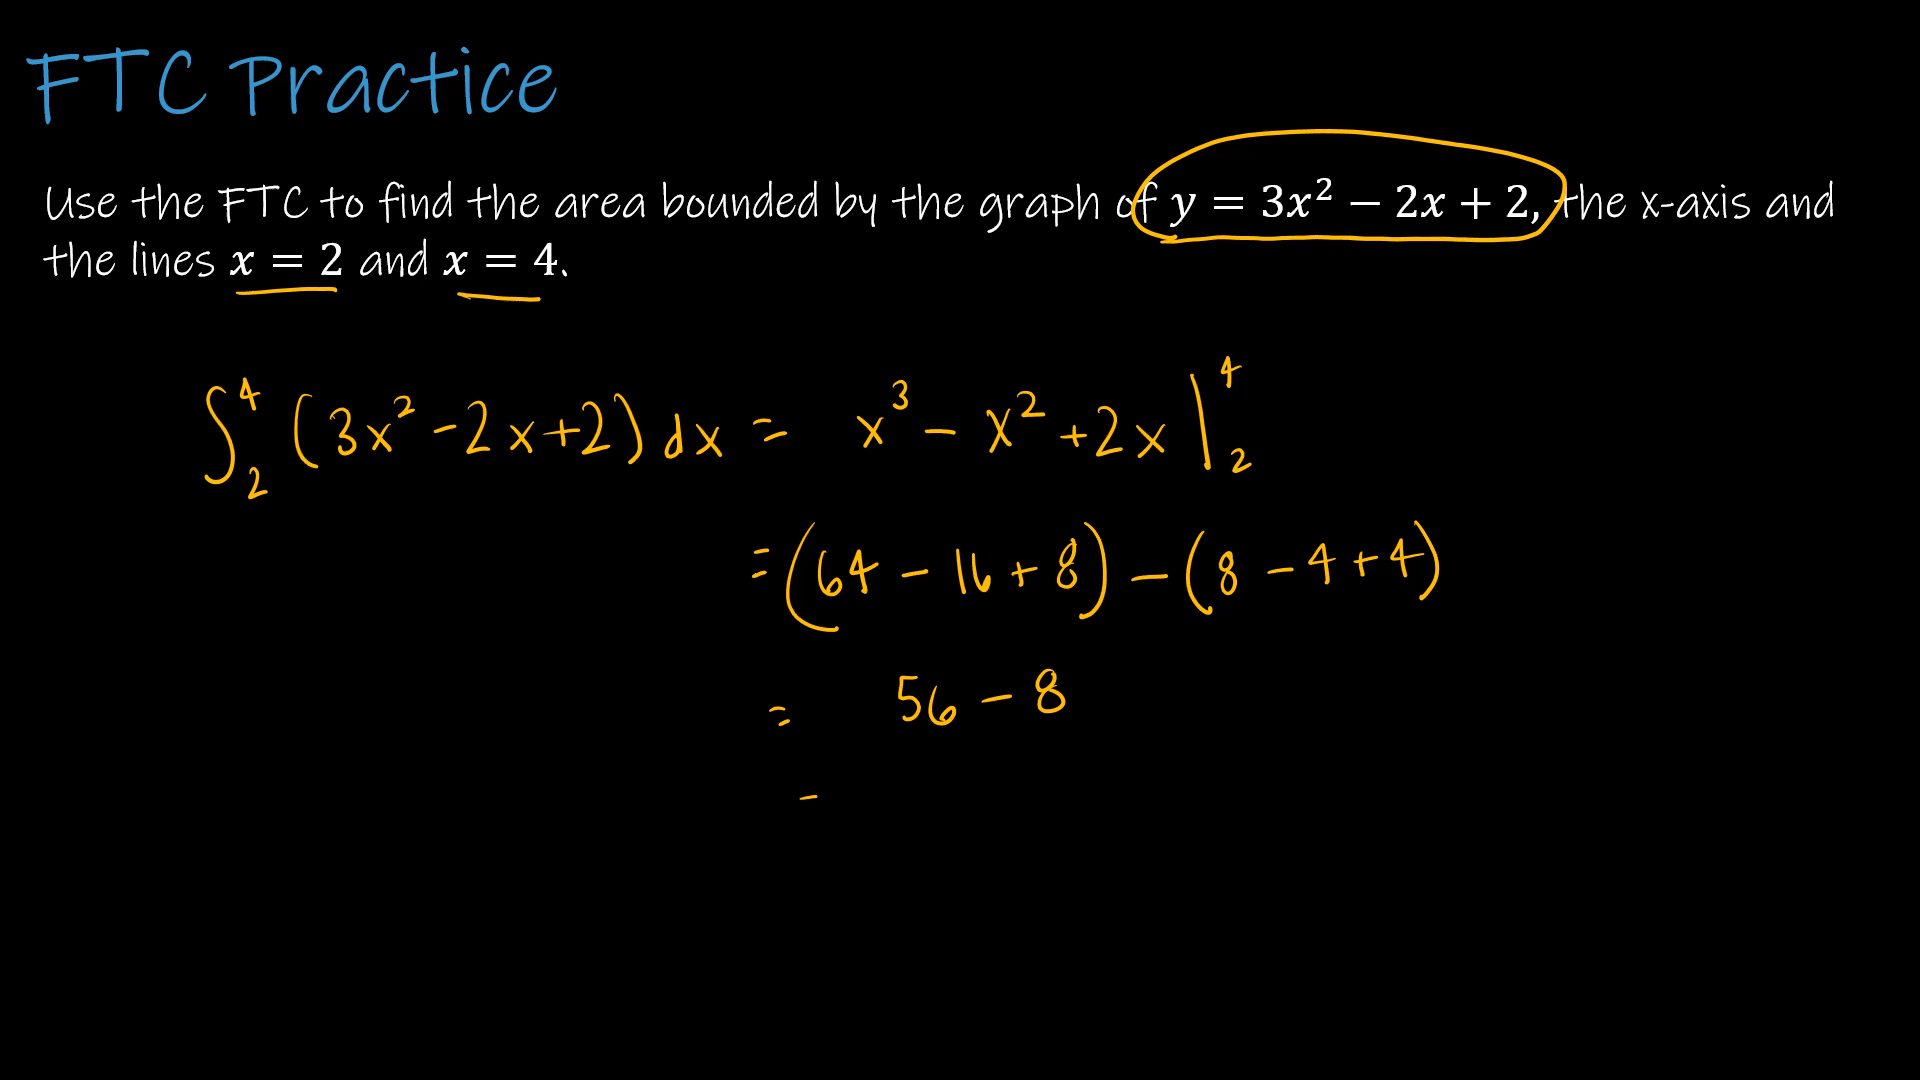 FTC Practice
Use the FTC to find the area bounded by the graph of y = 3x² − 2x + 2, the x-axis and
the lines x = 2 and x = 4.
∫₂⁴ (3x² - 2x + 2) dx = x³ - x² + 2x |₂⁴
= (64 - 16 + 8) - (8 - 4 + 4)
= 56 - 8
-